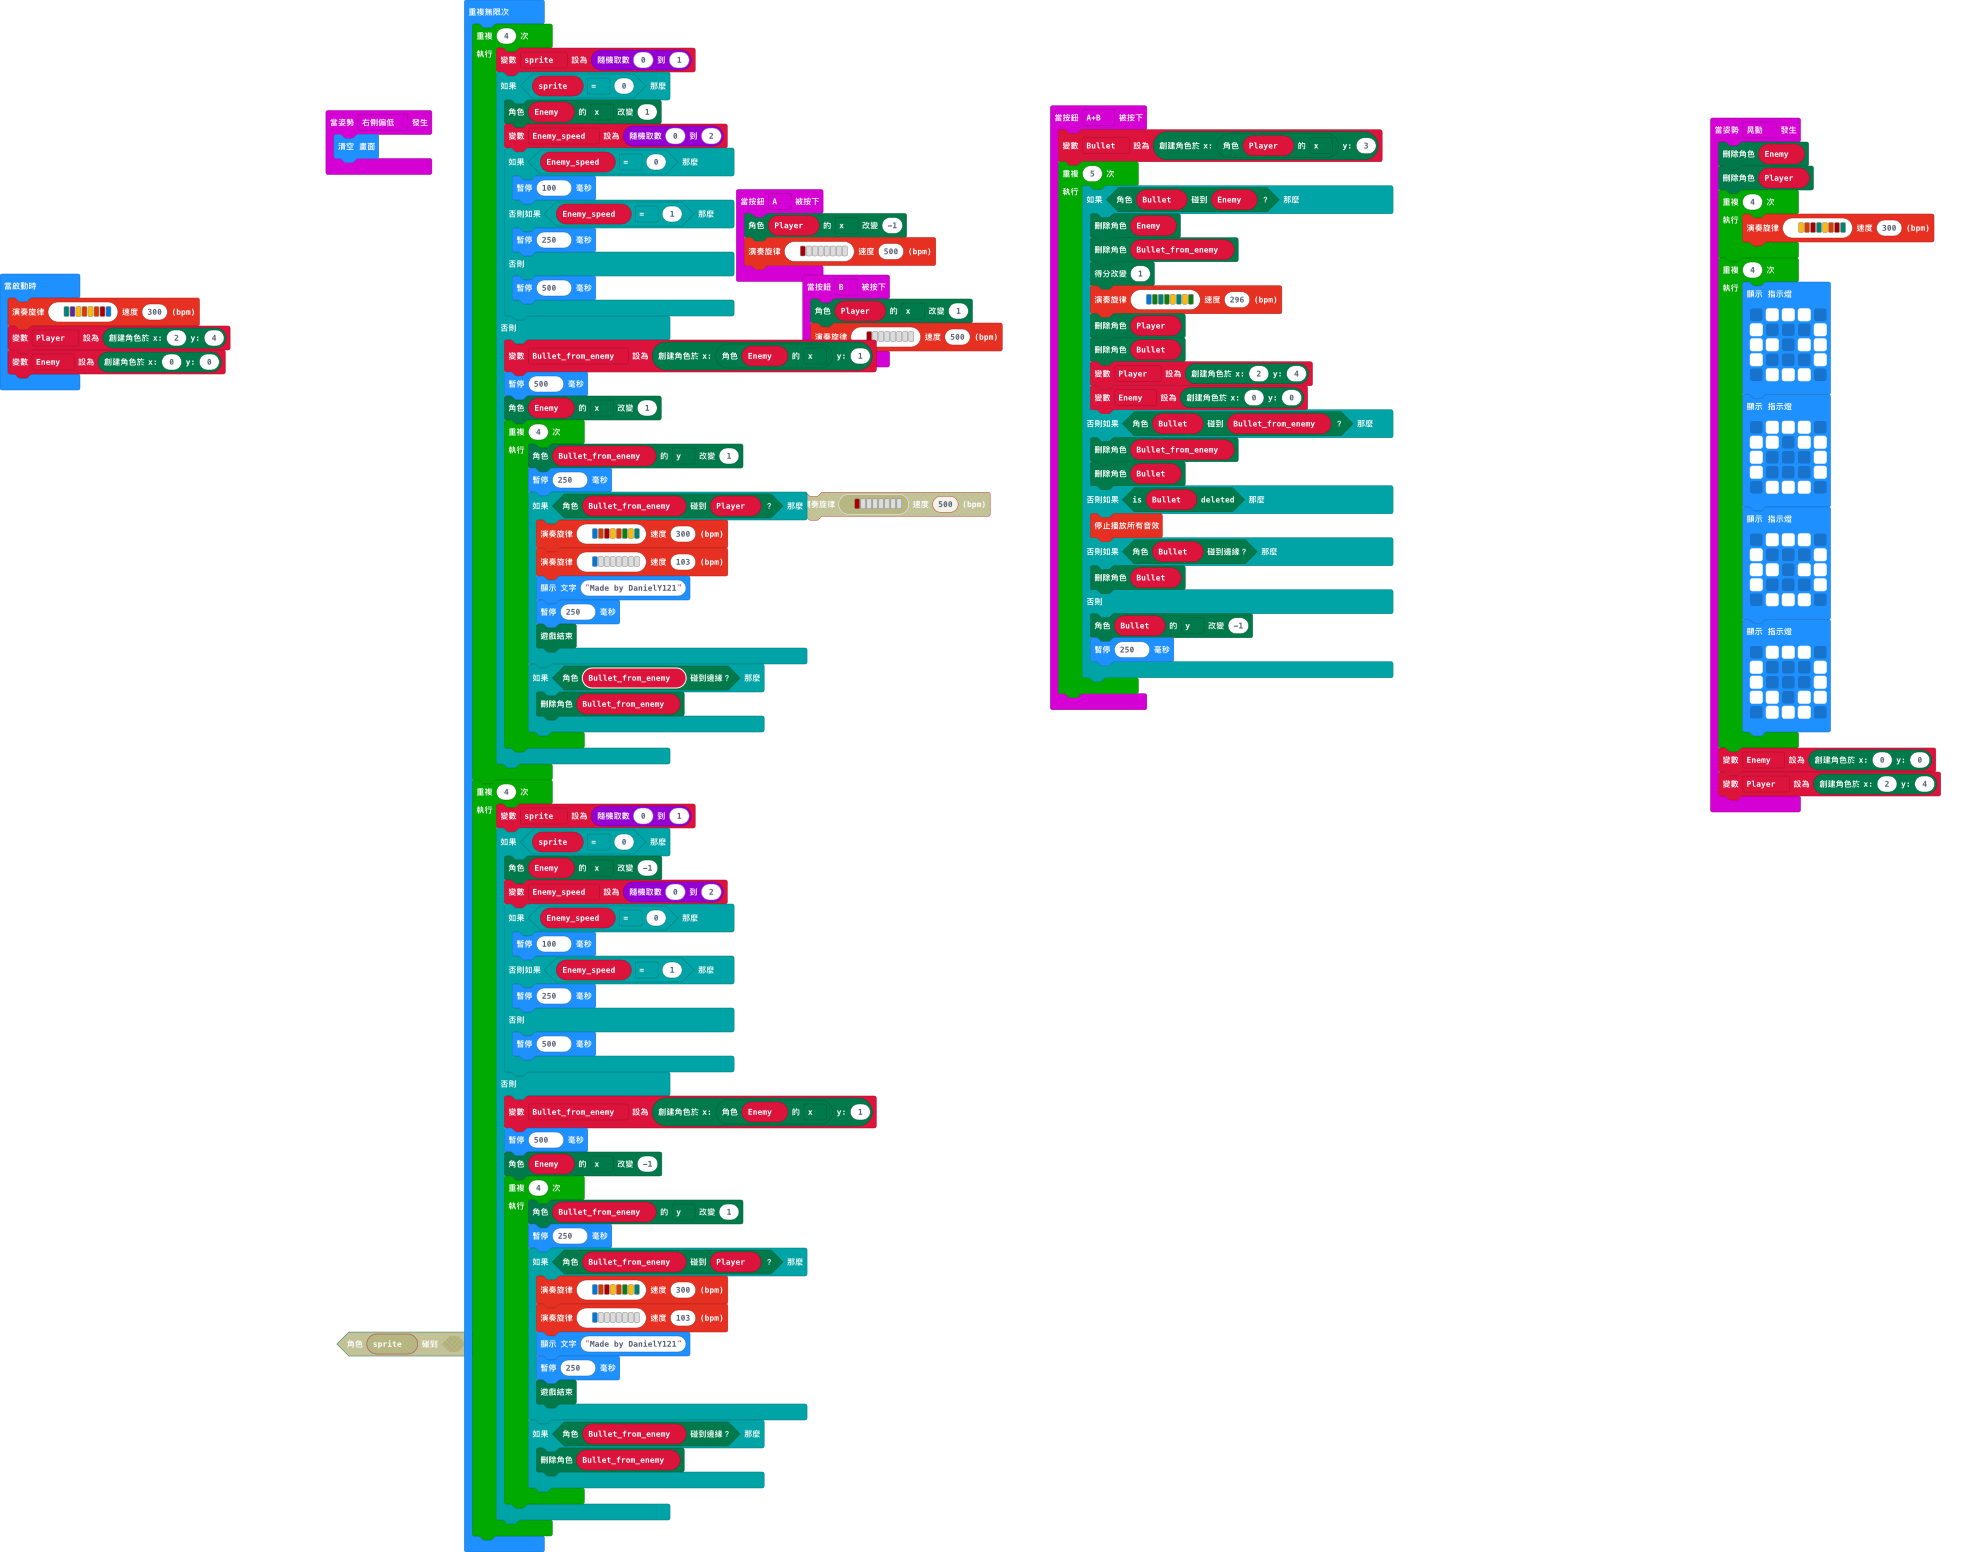 當啟動時
演奏旋律 速度 300 (bpm)
變數 Player 設為 創建角色於 x: 2 y: 4
變數 Enemy 設為 創建角色於 x: 0 y: 0
當姿勢 右側偏低 發生
清空 畫面
重複無限次
重複 4 次
執行
變數 sprite 設為 隨機取數 0 到 1
如果 sprite = 0 那麼
角色 Enemy 的 x 改變 1
變數 Enemy_speed 設為 隨機取數 0 到 2
如果 Enemy_speed = 0 那麼
暫停 100 毫秒
否則如果 Enemy_speed = 1 那麼
暫停 250 毫秒
否則
暫停 500 毫秒
否則
變數 Bullet_from_enemy 設為 創建角色於 x: 角色 Enemy 的 x y: 1
暫停 500 毫秒
角色 Enemy 的 x 改變 1
重複 4 次
執行
角色 Bullet_from_enemy 的 y 改變 1
暫停 250 毫秒
如果 角色 Bullet_from_enemy 碰到 Player ? 那麼
演奏旋律 速度 300 (bpm)
演奏旋律 速度 103 (bpm)
顯示 文字 "Made by DanielY121"
暫停 250 毫秒
遊戲結束
如果 角色 Bullet_from_enemy 碰到邊緣？ 那麼
刪除角色 Bullet_from_enemy
重複 4 次
執行
變數 sprite 設為 隨機取數 0 到 1
如果 sprite = 0 那麼
角色 Enemy 的 x 改變 -1
變數 Enemy_speed 設為 隨機取數 0 到 2
如果 Enemy_speed = 0 那麼
暫停 100 毫秒
否則如果 Enemy_speed = 1 那麼
暫停 250 毫秒
否則
暫停 500 毫秒
否則
變數 Bullet_from_enemy 設為 創建角色於 x: 角色 Enemy 的 x y: 1
暫停 500 毫秒
角色 Enemy 的 x 改變 -1
重複 4 次
執行
角色 Bullet_from_enemy 的 y 改變 1
暫停 250 毫秒
如果 角色 Bullet_from_enemy 碰到 Player ? 那麼
演奏旋律 速度 300 (bpm)
演奏旋律 速度 103 (bpm)
顯示 文字 "Made by DanielY121"
暫停 250 毫秒
遊戲結束
如果 角色 Bullet_from_enemy 碰到邊緣？ 那麼
刪除角色 Bullet_from_enemy
角色 sprite 碰到
當按鈕 A 被按下
角色 Player 的 x 改變 -1
演奏旋律 速度 500 (bpm)
當按鈕 B 被按下
角色 Player 的 x 改變 1
演奏旋律 速度 500 (bpm)
旋律 速度 500 (bpm)
當按鈕 A+B 被按下
變數 Bullet 設為 創建角色於 x: 角色 Player 的 x y: 3
重複 5 次
執行
如果 角色 Bullet 碰到 Enemy ? 那麼
刪除角色 Enemy
刪除角色 Bullet_from_enemy
得分改變 1
演奏旋律 速度 296 (bpm)
刪除角色 Player
刪除角色 Bullet
變數 Player 設為 創建角色於 x: 2 y: 4
變數 Enemy 設為 創建角色於 x: 0 y: 0
否則如果 角色 Bullet 碰到 Bullet_from_enemy ? 那麼
刪除角色 Bullet_from_enemy
刪除角色 Bullet
否則如果 is Bullet deleted 那麼
停止播放所有音效
否則如果 角色 Bullet 碰到邊緣？ 那麼
刪除角色 Bullet
否則
角色 Bullet 的 y 改變 -1
暫停 250 毫秒
當姿勢 晃動 發生
刪除角色 Enemy
刪除角色 Player
重複 4 次
執行
演奏旋律 速度 300 (bpm)
重複 4 次
執行
顯示 指示燈
顯示 指示燈
顯示 指示燈
顯示 指示燈
變數 Enemy 設為 創建角色於 x: 0 y: 0
變數 Player 設為 創建角色於 x: 2 y: 4